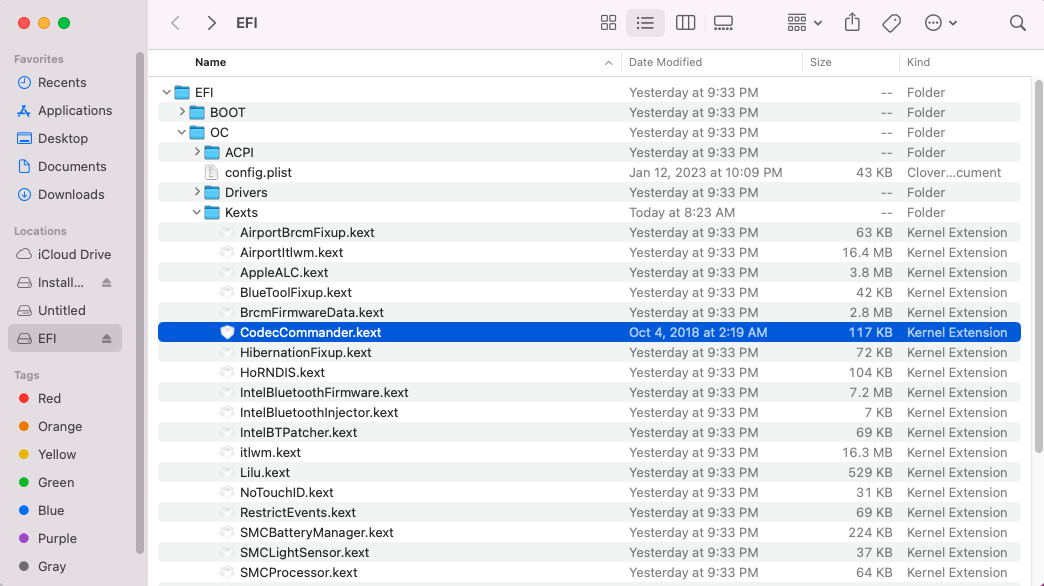 EFI
Favorites
Recents
Applications
Desktop
Documents
Downloads
Locations
iCloud Drive
Install...
Untitled
EFI
Tags
Red
Orange
Yellow
Green
Blue
Purple
Gray
Name Date Modified Size Kind
EFI Yesterday at 9:33 PM -- Folder
BOOT Yesterday at 9:33 PM -- Folder
OC Yesterday at 9:33 PM -- Folder
ACPI Yesterday at 9:33 PM -- Folder
config.plist Jan 12, 2023 at 10:09 PM 43 KB Clover...cument
Drivers Yesterday at 9:33 PM -- Folder
Kexts Today at 8:23 AM -- Folder
AirportBrcmFixup.kext Yesterday at 9:33 PM 63 KB Kernel Extension
AirportItlwm.kext Yesterday at 9:33 PM 16.4 MB Kernel Extension
AppleALC.kext Yesterday at 9:33 PM 3.8 MB Kernel Extension
BlueToolFixup.kext Yesterday at 9:33 PM 42 KB Kernel Extension
BrcmFirmwareData.kext Yesterday at 9:33 PM 2.8 MB Kernel Extension
CodecCommander.kext Oct 4, 2018 at 2:19 AM 117 KB Kernel Extension
HibernationFixup.kext Yesterday at 9:33 PM 72 KB Kernel Extension
HoRNDIS.kext Yesterday at 9:33 PM 104 KB Kernel Extension
IntelBluetoothFirmware.kext Yesterday at 9:33 PM 7.2 MB Kernel Extension
IntelBluetoothInjector.kext Yesterday at 9:33 PM 7 KB Kernel Extension
IntelBTPatcher.kext Yesterday at 9:33 PM 69 KB Kernel Extension
itlwm.kext Yesterday at 9:33 PM 16.3 MB Kernel Extension
Lilu.kext Yesterday at 9:33 PM 529 KB Kernel Extension
NoTouchID.kext Yesterday at 9:33 PM 31 KB Kernel Extension
RestrictEvents.kext Yesterday at 9:33 PM 69 KB Kernel Extension
SMCBatteryManager.kext Yesterday at 9:33 PM 224 KB Kernel Extension
SMCLightSensor.kext Yesterday at 9:33 PM 37 KB Kernel Extension
SMCProcessor.kext Yesterday at 9:33 PM 64 KB Kernel Extension